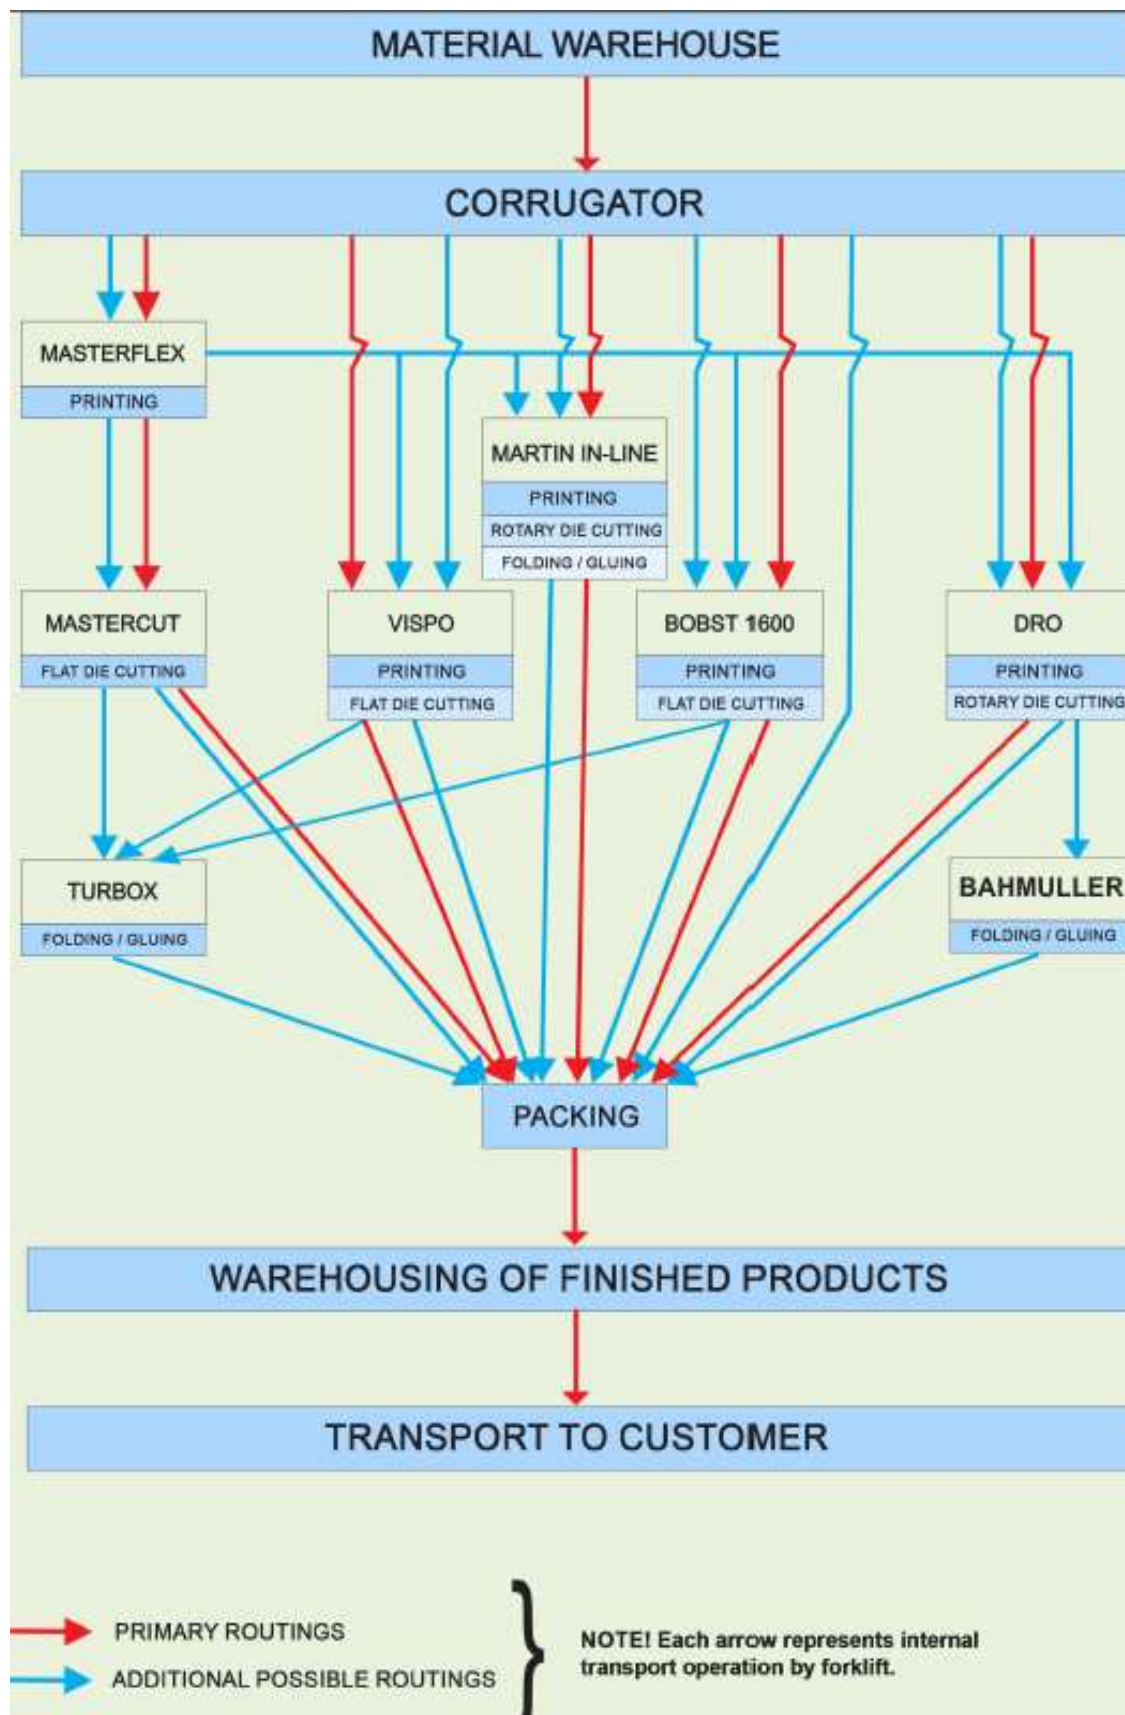 MATERIAL WAREHOUSE
CORRUGATOR
MASTERFLEX
PRINTING
MARTIN IN-LINE
PRINTING
ROTARY DIE CUTTING
FOLDING / GLUING
MASTERCUT
FLAT DIE CUTTING
VISPO
PRINTING
FLAT DIE CUTTING
BOBST 1600
PRINTING
FLAT DIE CUTTING
DRO
PRINTING
ROTARY DIE CUTTING
TURBOX
FOLDING / GLUING
BAHMULLER
FOLDING / GLUING
PACKING
WAREHOUSING OF FINISHED PRODUCTS
TRANSPORT TO CUSTOMER
PRIMARY ROUTINGS
ADDITIONAL POSSIBLE ROUTINGS
NOTE! Each arrow represents internal
transport operation by forklift.